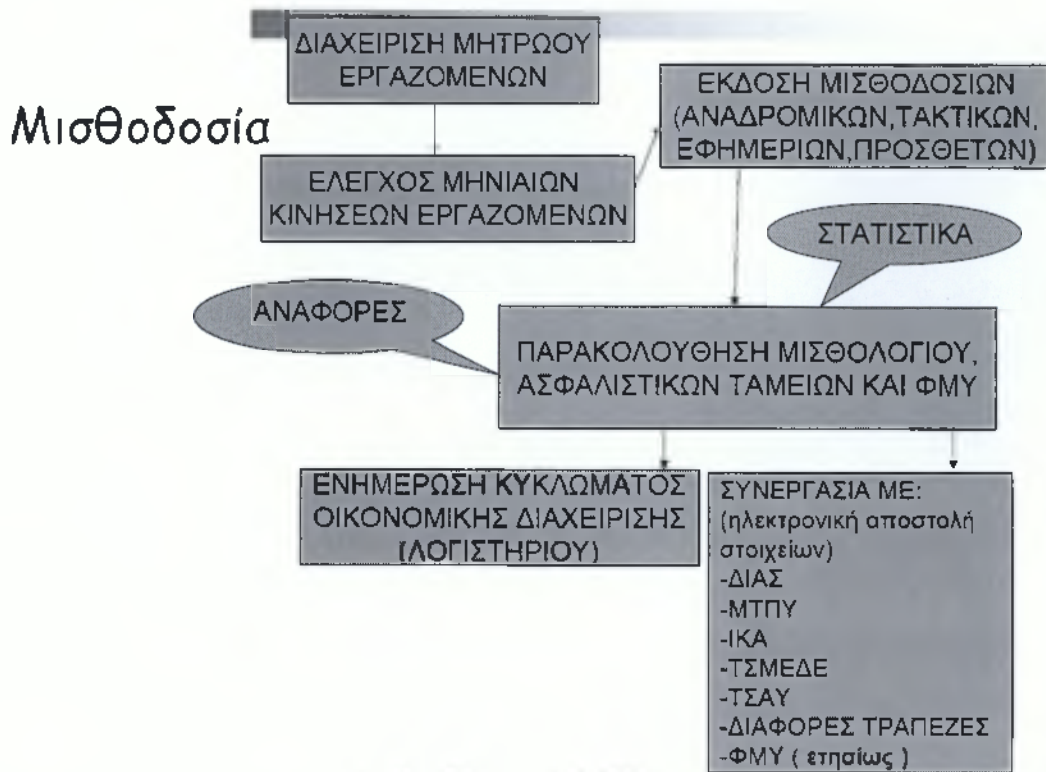 Μισθοδοσία
ΔΙΑΧΕΙΡΙΣΗ ΜΗΤΡΩΟΥ
ΕΡΓΑΖΟΜΕΝΩΝ
ΕΛΕΓΧΟΣ ΜΗΝΙΑΙΩΝ
ΚΙΝΗΣΕΩΝ ΕΡΓΑΖΟΜΕΝΩΝ
ΕΚΔΟΣΗ ΜΙΣΘΟΔΟΣΙΩΝ
(ΑΝΑΔΡΟΜΙΚΩΝ,ΤΑΚΤΙΚΩΝ,
ΕΦΗΜΕΡΙΩΝ,ΠΡΟΣΘΕΤΩΝ)
ΣΤΑΤΙΣΤΙΚΑ
ΑΝΑΦΟΡΕΣ
ΠΑΡΑΚΟΛΟΥΘΗΣΗ ΜΙΣΘΟΛΟΓΙΟΥ,
ΑΣΦΑΛΙΣΤΙΚΩΝ ΤΑΜΕΙΩΝ ΚΑΙ ΦΜΥ
ΕΝΗΜΕΡΩΣΗ ΚΥΚΛΩΜΑΤΟΣ
ΟΙΚΟΝΟΜΙΚΗΣ ΔΙΑΧΕΙΡΙΣΗΣ
(ΛΟΓΙΣΤΗΡΙΟΥ)
ΣΥΝΕΡΓΑΣΙΑ ΜΕ:
(ηλεκτρονική αποστολή
στοιχείων)
-ΔΙΑΣ
-ΜΤΠΥ
-ΙΚΑ
-ΤΣΜΕΔΕ
-ΤΣΑΥ
-ΔΙΑΦΟΡΕΣ ΤΡΑΠΕΖΕΣ
-ΦΜΥ ( ετησίως )